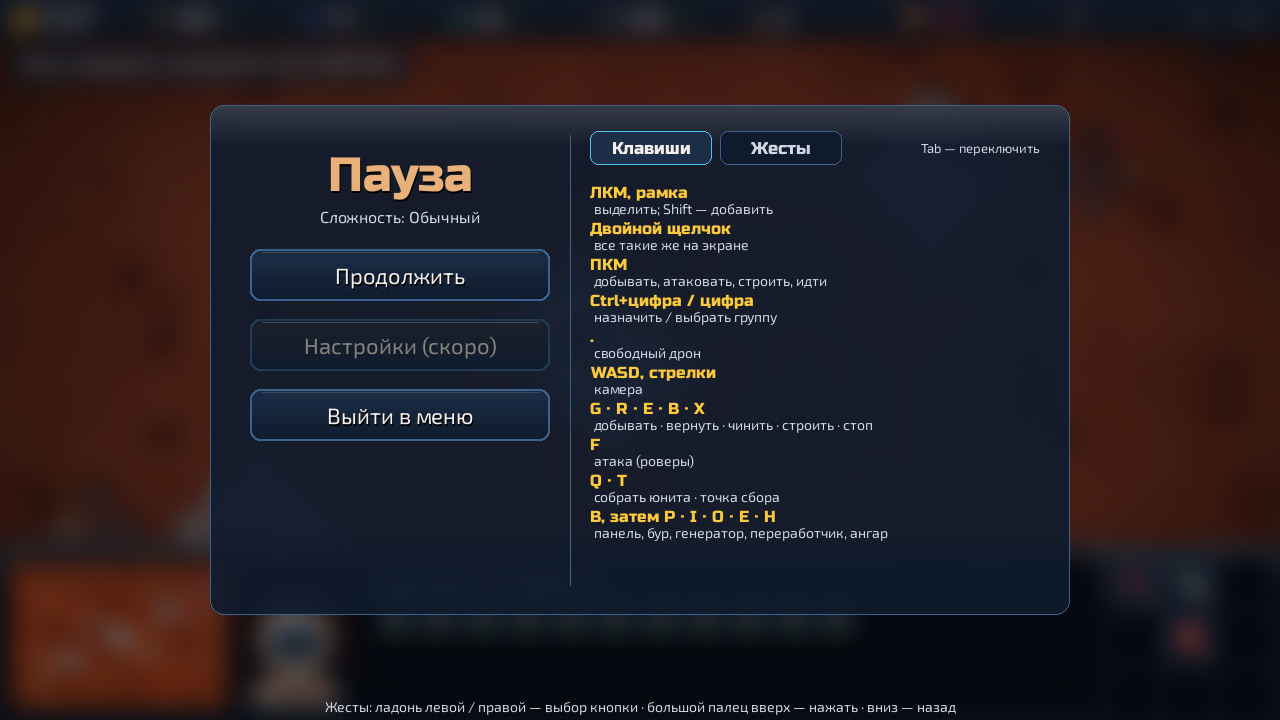 Пауза
Сложность: Обычный
Продолжить
Настройки (скоро)
Выйти в меню
Клавиши
Жесты
Tab — переключить
ЛКМ, рамка
выделить; Shift — добавить
Двойной щелчок
все такие же на экране
ПКМ
добывать, атаковать, строить, идти
Ctrl+цифра / цифра
назначить / выбрать группу
.
свободный дрон
WASD, стрелки
камера
G · R · E · B · X
добывать · вернуть · чинить · строить · стоп
F
атака (роверы)
Q · T
собрать юнита · точка сбора
B, затем P · I · O · E · H
панель, бур, генератор, переработчик, ангар
Жесты: ладонь левой / правой — выбор кнопки · большой палец вверх — нажать · вниз — назад